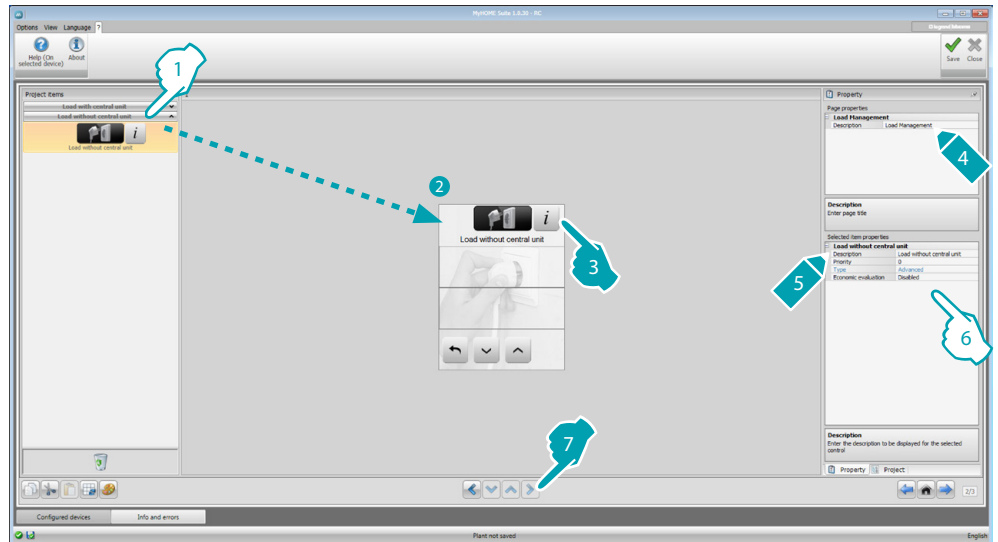 MyHOME Suite 1.0.20 - RC
Options View Language ?
Help (On selected device)
About
Save Close
1
Project items
Load with central unit
Load without central unit
i
Load without central unit
2
i
Load without central unit
3
Property
Page properties
Load Management
Description Load Management
4
Description
Enter page title
Selected item properties
Load without central unit
Description Load without central unit
Priority 0
Type Advanced
Economic evaluation Disabled
5
6
Description
Enter the description to be displayed for the selected
control
Property Project
7
2/3
Configured devices Info and errors
Plant not saved
English